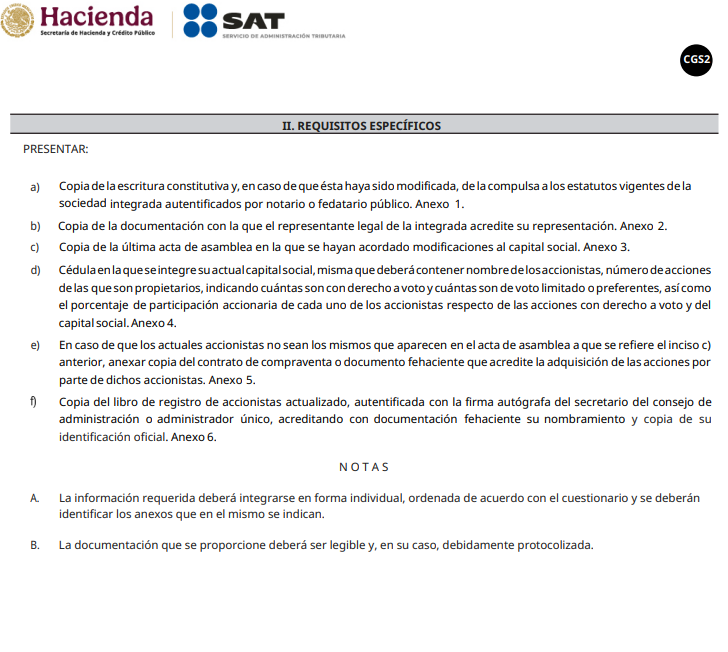 Hacienda
Secretaría de Hacienda y Crédito Público
SAT
SERVICIO DE ADMINISTRACIÓN TRIBUTARIA
CGS2
II. REQUISITOS ESPECÍFICOS
PRESENTAR:
a) Copia de la escritura constitutiva y, en caso de que ésta haya sido modificada, de la compulsa a los estatutos vigentes de la
sociedad integrada autentificados por notario o fedatario público. Anexo 1.
b) Copia de la documentación con la que el representante legal de la integrada acredite su representación. Anexo 2.
c) Copia de la última acta de asamblea en la que se hayan acordado modificaciones al capital social. Anexo 3.
d) Cédula en la que se integre su actual capital social, misma que deberá contener nombre de los accionistas, número de acciones
de las que son propietarios, indicando cuántas son con derecho a voto y cuántas son de voto limitado o preferentes, así como
el porcentaje de participación accionaria de cada uno de los accionistas respecto de las acciones con derecho a voto y del
capital social. Anexo 4.
e) En caso de que los actuales accionistas no sean los mismos que aparecen en el acta de asamblea a que se refiere el inciso c)
anterior, anexar copia del contrato de compraventa o documento fehaciente que acredite la adquisición de las acciones por
parte de dichos accionistas. Anexo 5.
f) Copia del libro de registro de accionistas actualizado, autentificada con la firma autógrafa del secretario del consejo de
administración o administrador único, acreditando con documentación fehaciente su nombramiento y copia de su
identificación oficial. Anexo 6.
N O T A S
A. La información requerida deberá integrarse en forma individual, ordenada de acuerdo con el cuestionario y se deberán
identificar los anexos que en el mismo se indican.
B. La documentación que se proporcione deberá ser legible y, en su caso, debidamente protocolizada.